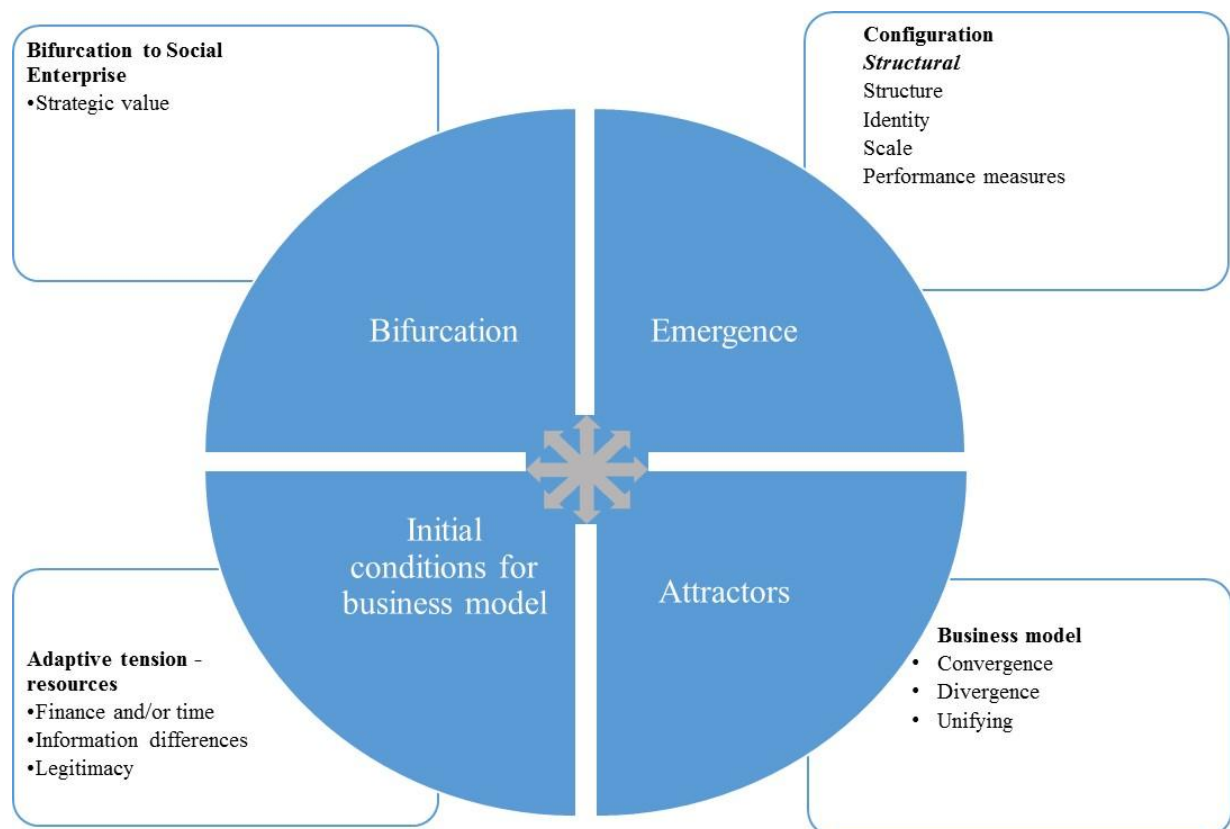 Bifurcation to Social
Enterprise
•Strategic value
Configuration
Structural
Structure
Identity
Scale
Performance measures
Bifurcation
Emergence
Initial
conditions for
business model
Attractors
Adaptive tension -
resources
•Finance and/or time
•Information differences
•Legitimacy
Business model
• Convergence
• Divergence
• Unifying